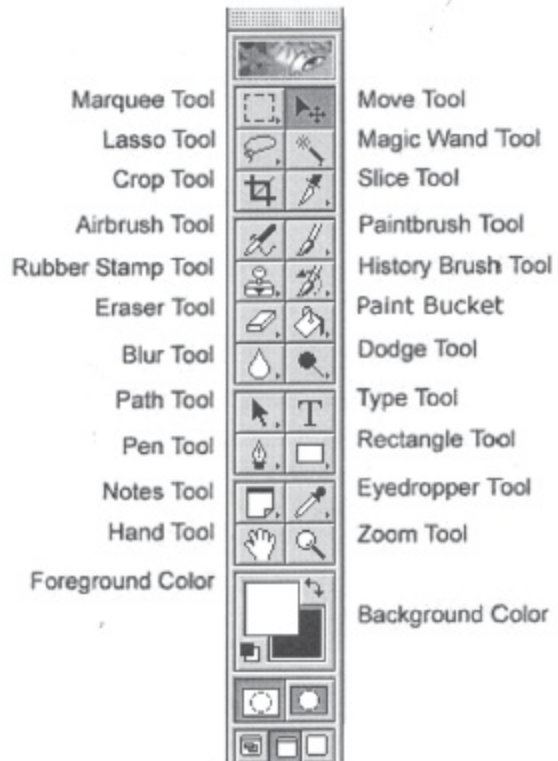 Marquee Tool Move Tool
Lasso Tool Magic Wand Tool
Crop Tool Slice Tool
Airbrush Tool Paintbrush Tool
Rubber Stamp Tool History Brush Tool
Eraser Tool Paint Bucket
Blur Tool Dodge Tool
Path Tool T Type Tool
Pen Tool Rectangle Tool
Notes Tool Eyedropper Tool
Hand Tool Zoom Tool
Foreground Color
Background Color